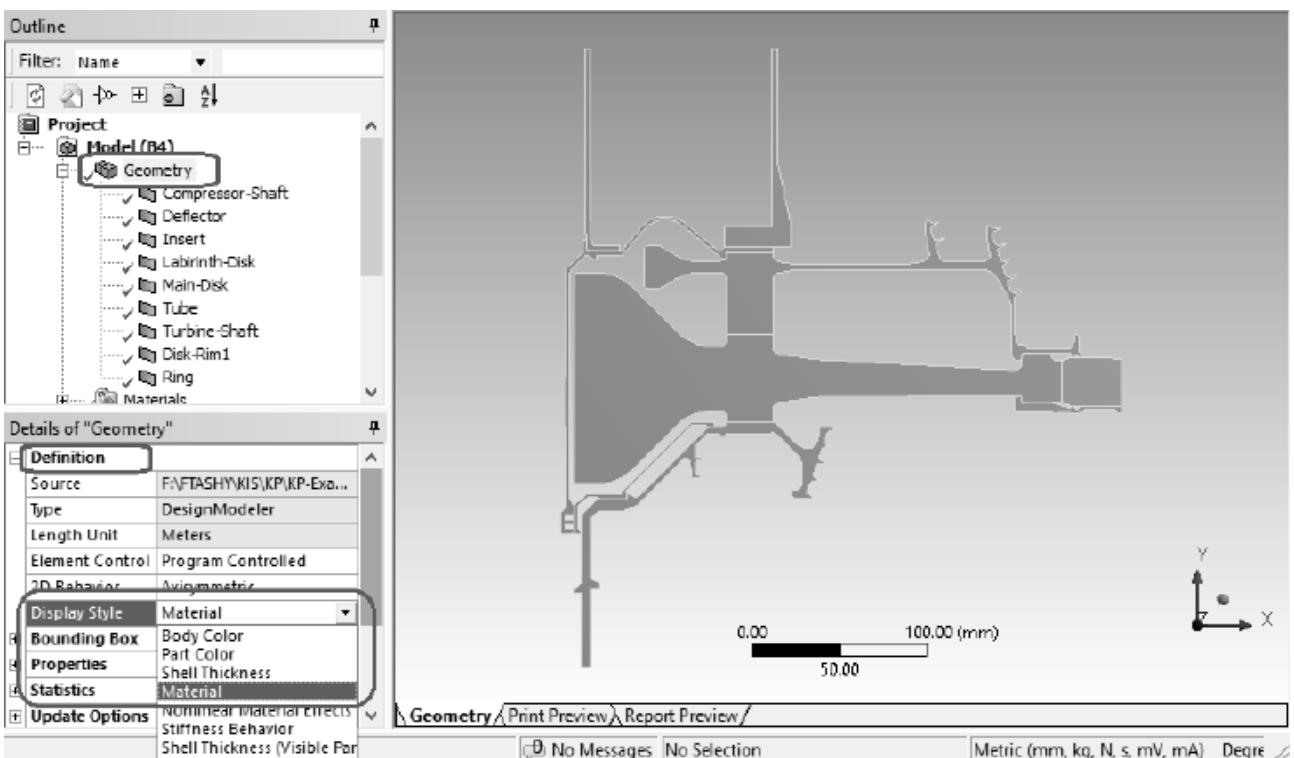 Outline
Filter: Name
Project
Model (B4)
Geometry
Compressor-Shaft
Deflector
Insert
Labirinth-Disk
Main-Disk
Tube
Turbine-Shaft
Disk-Rim1
Ring
Materials
Details of "Geometry"
Definition
Source F:\FTASHY\KIS\KP\KP-Exa...
Type DesignModeler
Length Unit Meters
Element Control Program Controlled
2D Behavior Axisymmetric
Display Style Material
Bounding Box Body Color
Part Color
Properties Shell Thickness
Statistics Material
Update Options Nonlinear Material Effects
Stiffness Behavior
Shell Thickness (Visible Par
0.00 100.00 (mm)
50.00
Y
X
Z
Geometry Print Preview Report Preview
No Messages No Selection Metric (mm, kg, N, s, mV, mA) Degre